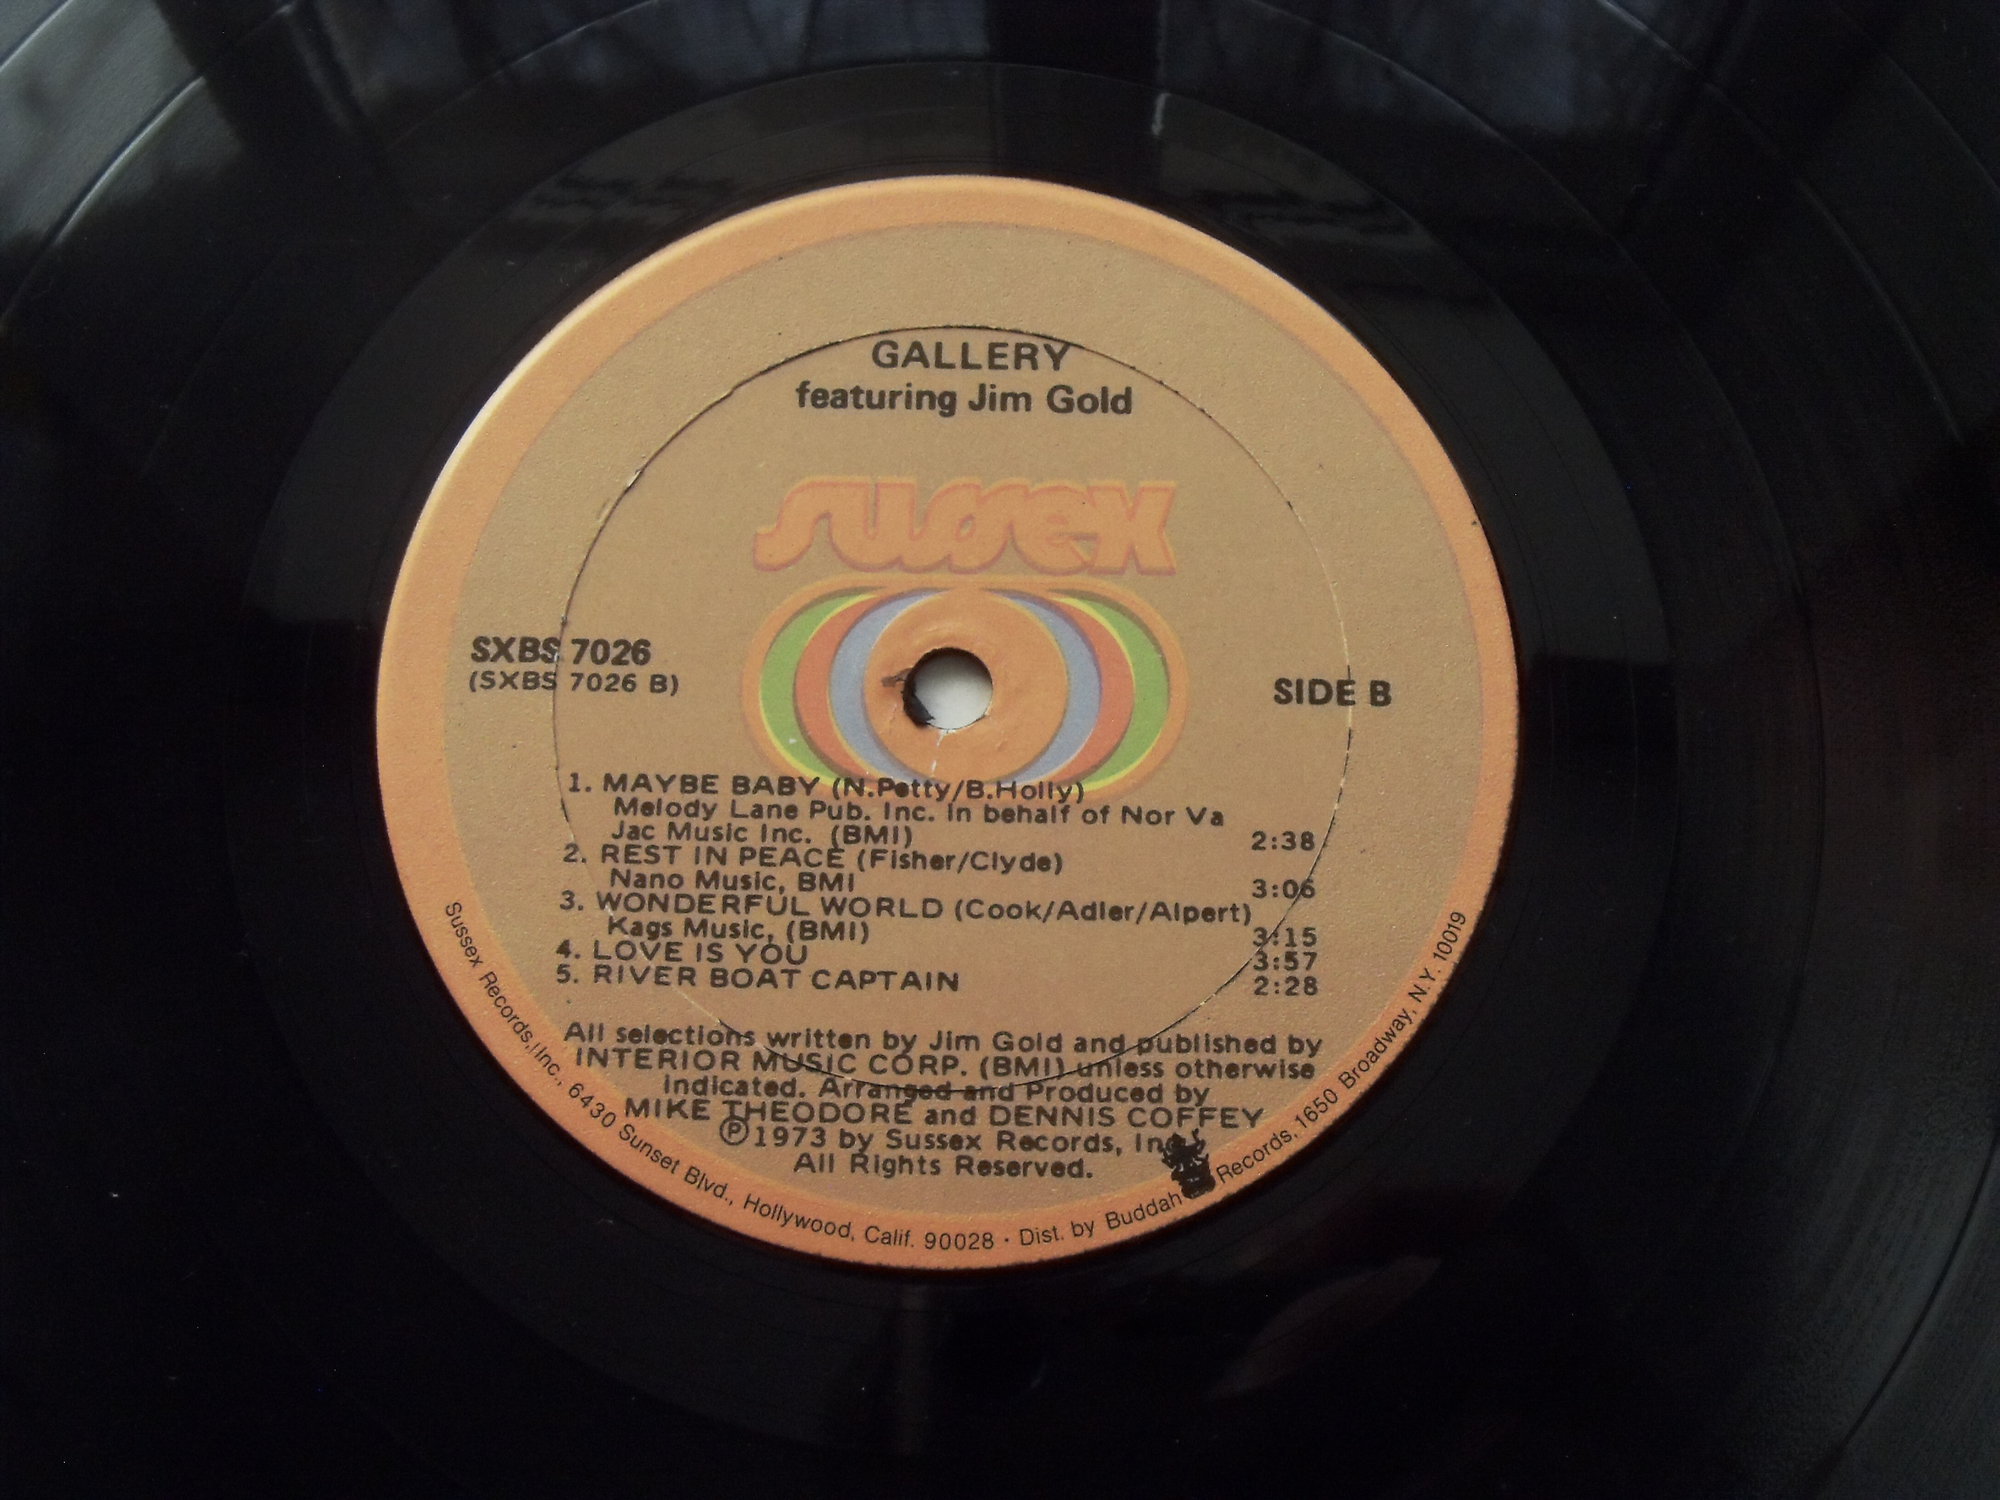 GALLERY
featuring Jim Gold
sussex
SXBS 7026
(SXBS 7026 B)
SIDE B
1. MAYBE BABY (N.Petty/B.Holly)
Melody Lane Pub. Inc. In behalf of Nor Va
Jac Music Inc. (BMI) 2:38
2. REST IN PEACE (Fisher/Clyde)
Nano Music, BMI 3:06
3. WONDERFUL WORLD (Cook/Adler/Alpert)
Kags Music, (BMI) 3:15
4. LOVE IS YOU 3:57
5. RIVER BOAT CAPTAIN 2:28
All selections written by Jim Gold and published by
INTERIOR MUSIC CORP. (BMI) unless otherwise
indicated. Arranged and Produced by
MIKE THEODORE and DENNIS COFFEY
℗1973 by Sussex Records, Inc.
All Rights Reserved.
Sussex Records, Inc., 6430 Sunset Blvd., Hollywood, Calif. 90028 · Dist. by Buddah Records, 1650 Broadway, N.Y. 10019